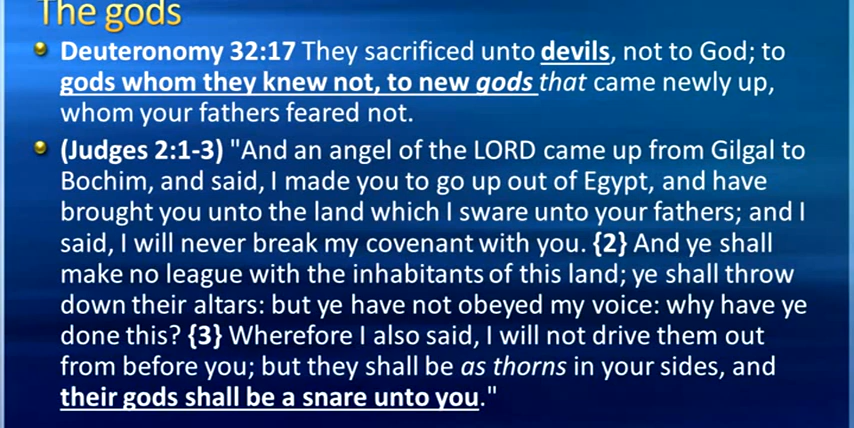 The gods
Deuteronomy 32:17 They sacrificed unto devils, not to God; to
gods whom they knew not, to new gods that came newly up,
whom your fathers feared not.
(Judges 2:1-3) "And an angel of the LORD came up from Gilgal to
Bochim, and said, I made you to go up out of Egypt, and have
brought you unto the land which I sware unto your fathers; and I
said, I will never break my covenant with you. {2} And ye shall
make no league with the inhabitants of this land; ye shall throw
down their altars: but ye have not obeyed my voice: why have ye
done this? {3} Wherefore I also said, I will not drive them out
from before you; but they shall be as thorns in your sides, and
their gods shall be a snare unto you."